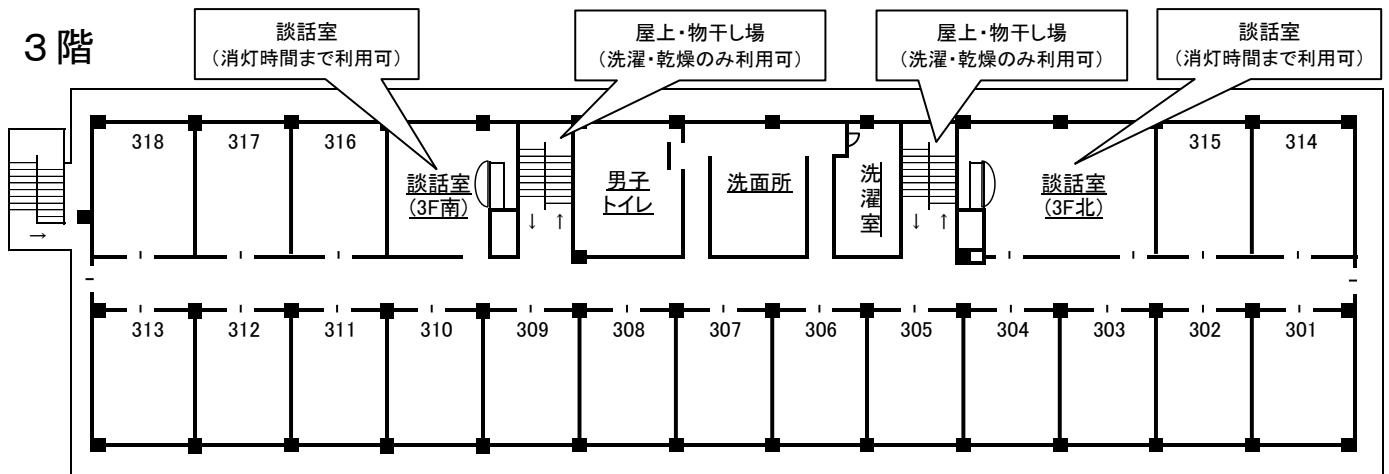 3階
談話室
(消灯時間まで利用可)
屋上・物干し場
(洗濯・乾燥のみ利用可)
屋上・物干し場
(洗濯・乾燥のみ利用可)
談話室
(消灯時間まで利用可)
318
317
316
談話室
(3F南)
男子
トイレ
洗面所
洗濯室
談話室
(3F北)
315
314
→
↓ ↑
↓ ↑
313
312
311
310
309
308
307
306
305
304
303
302
301